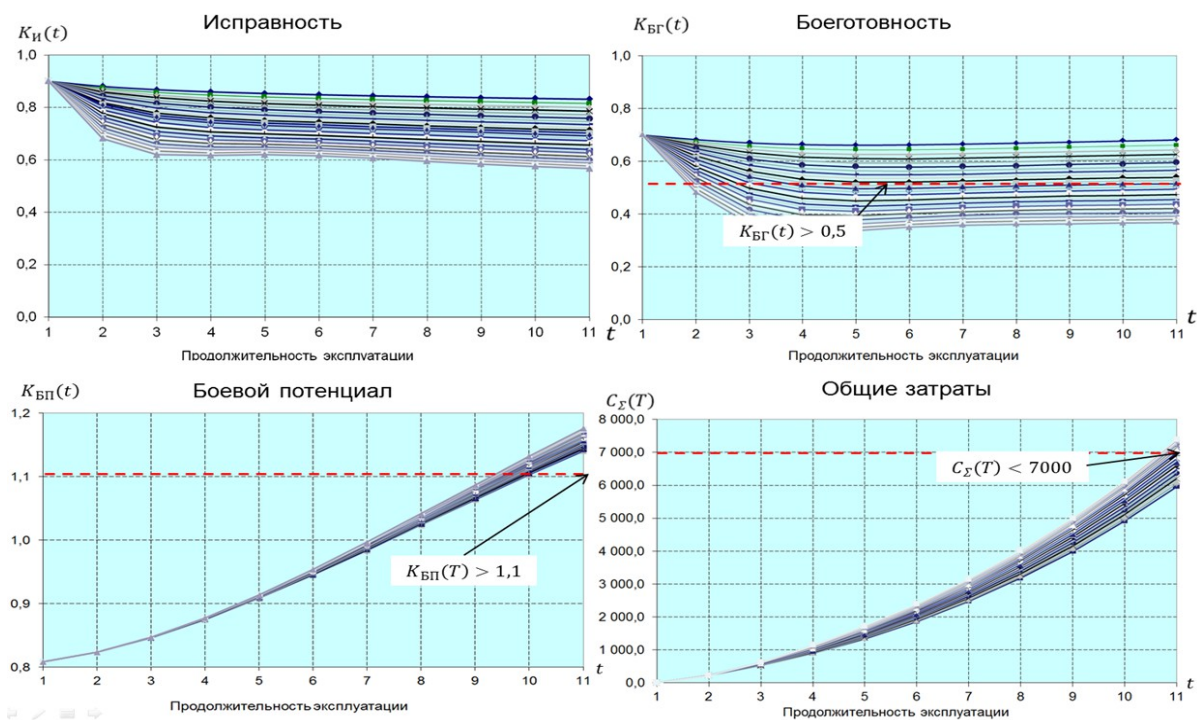 Исправность
K_И(t)
1,0
0,8
0,6
0,4
0,2
0,0
1 2 3 4 5 6 7 8 9 10 11
t
Продолжительность эксплуатации
Боеготовность
K_БГ(t)
1,0
0,8
0,6
0,4
0,2
0,0
K_БГ(t) > 0,5
1 2 3 4 5 6 7 8 9 10 11
t
Продолжительность эксплуатации
Боевой потенциал
K_БП(t)
1,2
1,1
1,0
0,9
0,8
K_БП(T) > 1,1
1 2 3 4 5 6 7 8 9 10 11
t
Продолжительность эксплуатации
Общие затраты
C_Σ(T)
8 000,0
7 000,0
6 000,0
5 000,0
4 000,0
3 000,0
2 000,0
1 000,0
0,0
C_Σ(T) < 7000
1 2 3 4 5 6 7 8 9 10 11
t
Продолжительность эксплуатации